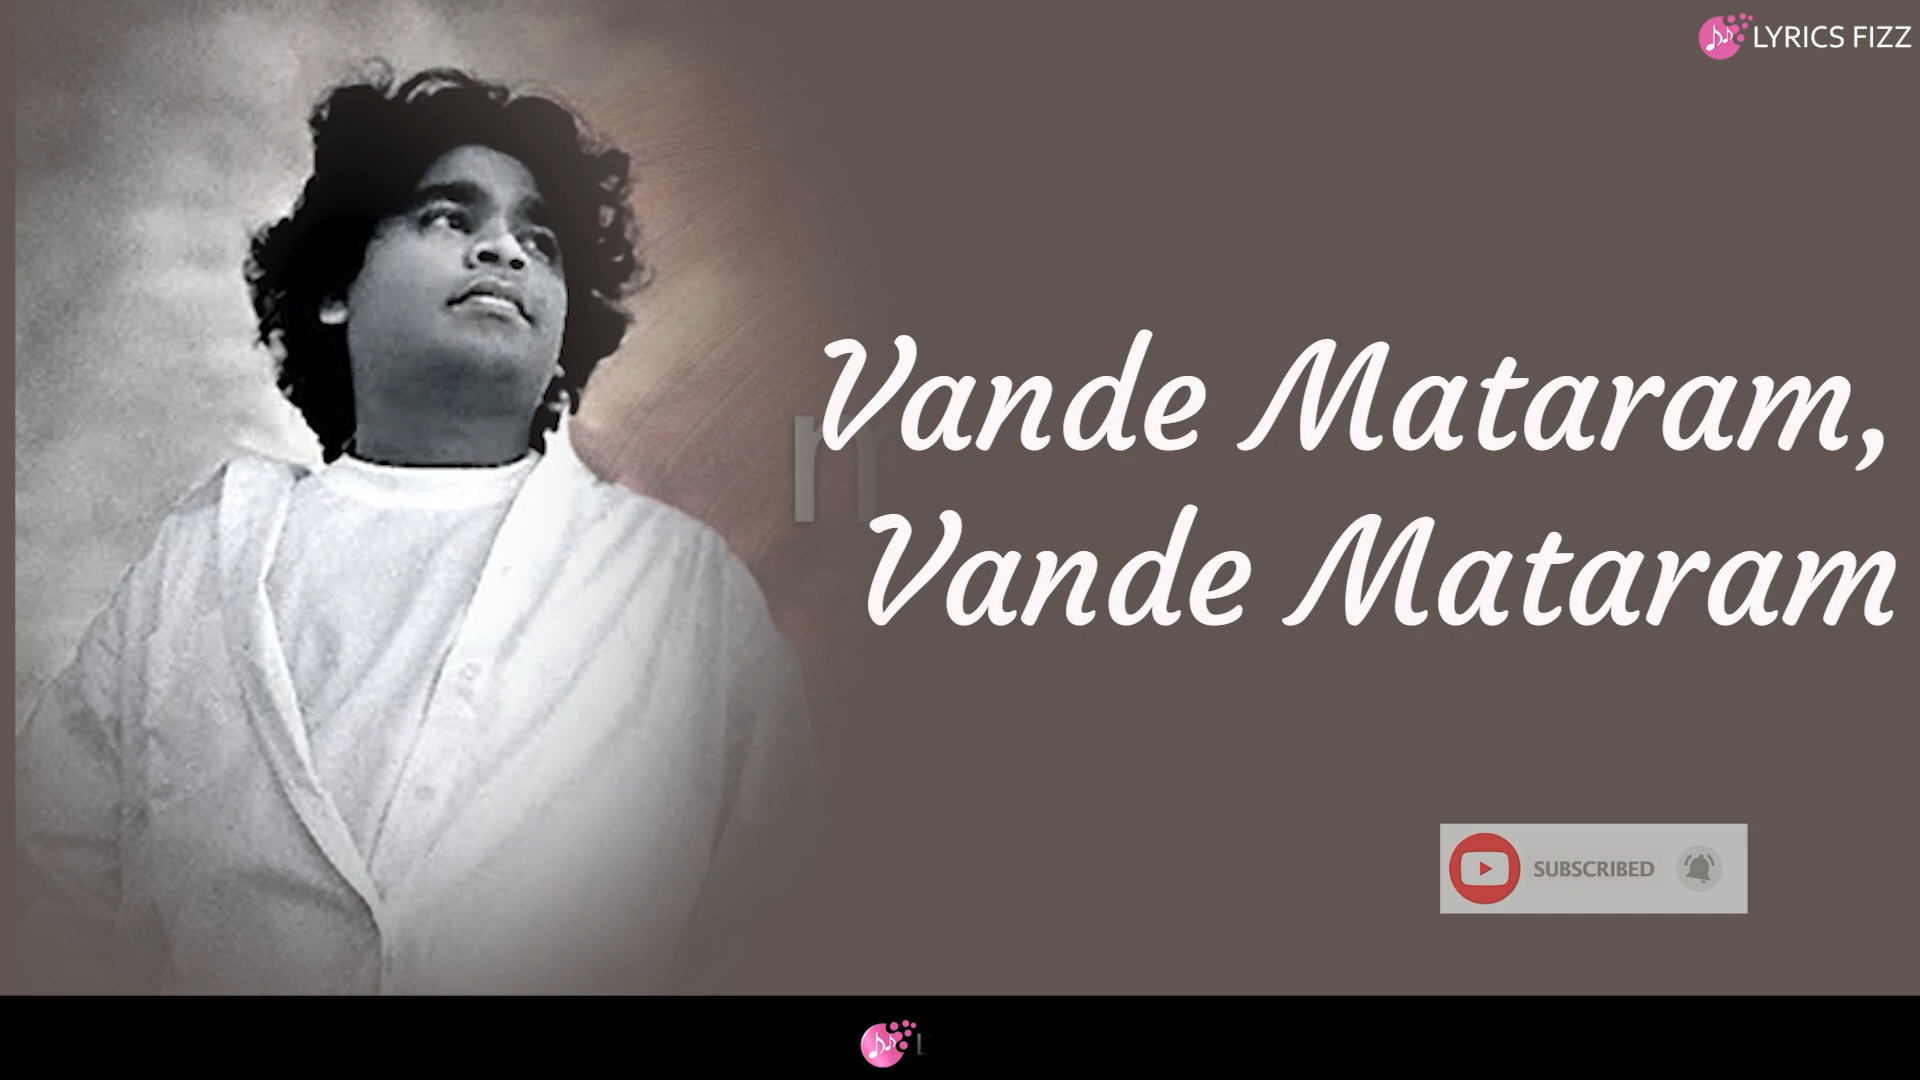 LYRICS FIZZ
Vande Mataram,
Vande Mataram
SUBSCRIBED